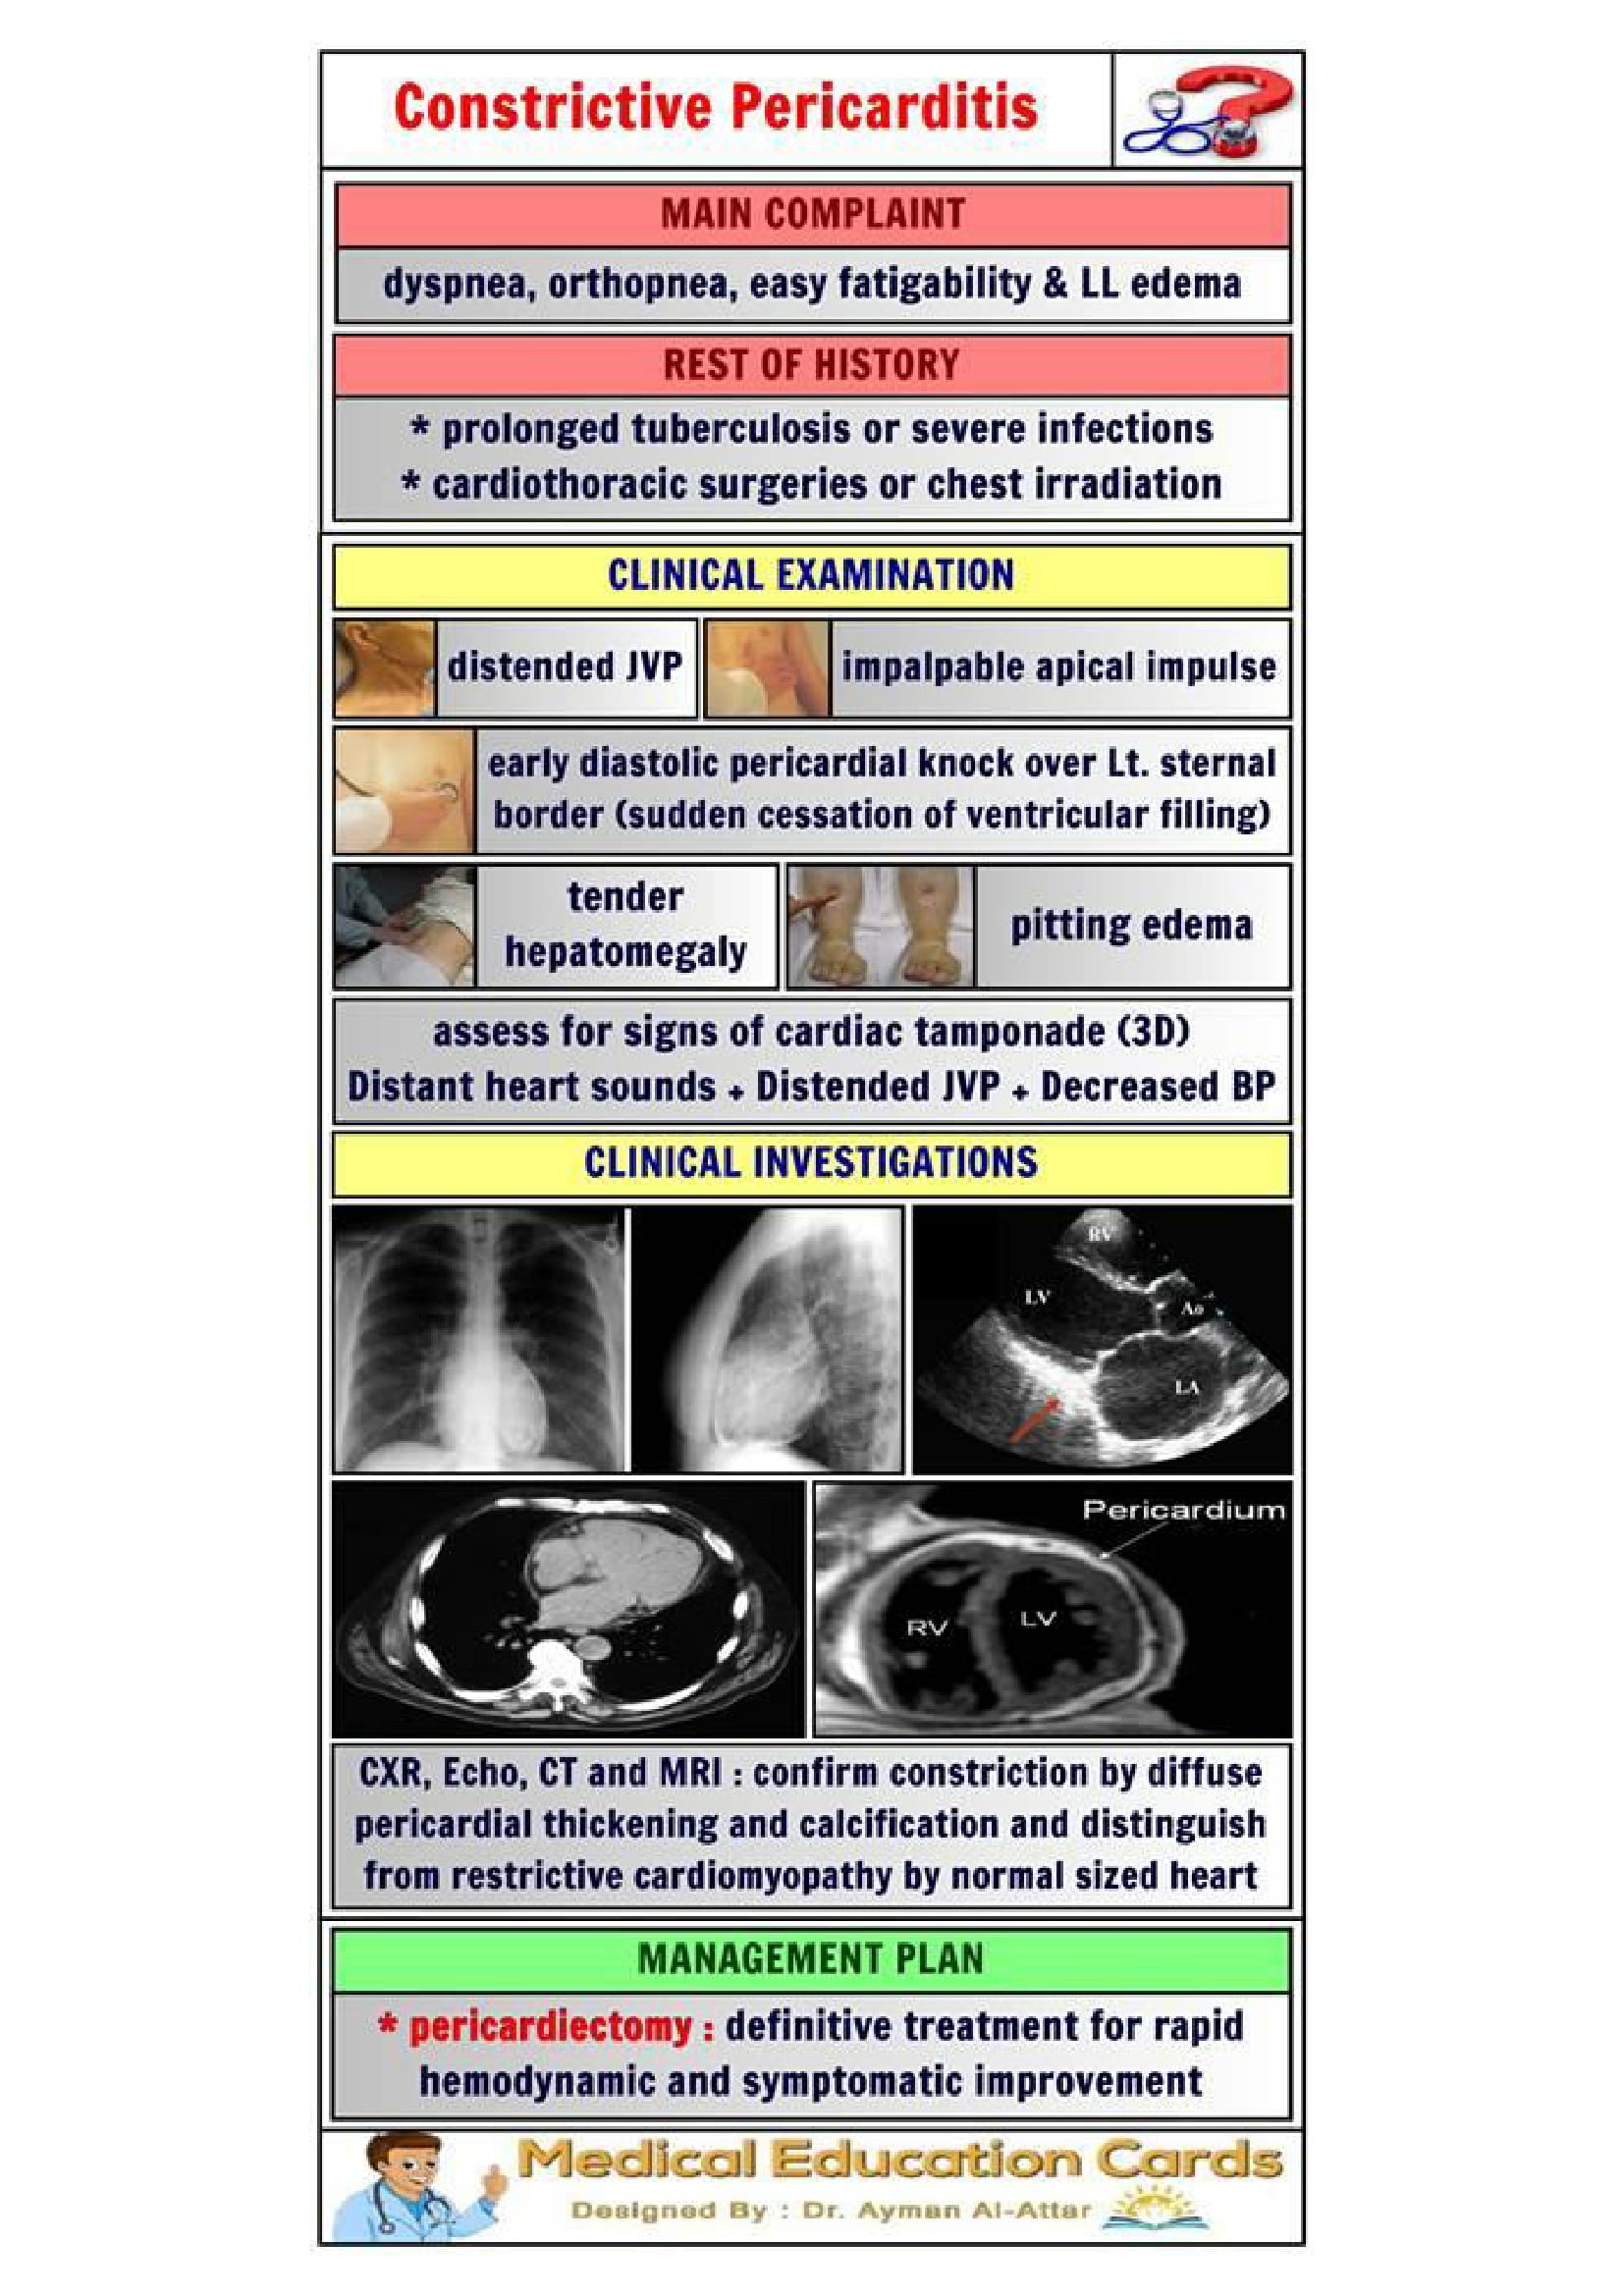 Constrictive Pericarditis
MAIN COMPLAINT
dyspnea, orthopnea, easy fatigability & LL edema
REST OF HISTORY
* prolonged tuberculosis or severe infections
* cardiothoracic surgeries or chest irradiation
CLINICAL EXAMINATION
distended JVP
impalpable apical impulse
early diastolic pericardial knock over Lt. sternal
border (sudden cessation of ventricular filling)
tender
hepatomegaly
pitting edema
assess for signs of cardiac tamponade (3D)
Distant heart sounds + Distended JVP + Decreased BP
CLINICAL INVESTIGATIONS
RV
LV
Ao
LA
Pericardium
RV
LV
CXR, Echo, CT and MRI : confirm constriction by diffuse
pericardial thickening and calcification and distinguish
from restrictive cardiomyopathy by normal sized heart
MANAGEMENT PLAN
* pericardiectomy : definitive treatment for rapid
hemodynamic and symptomatic improvement
Medical Education Cards
Designed By : Dr. Ayman Al-Attar